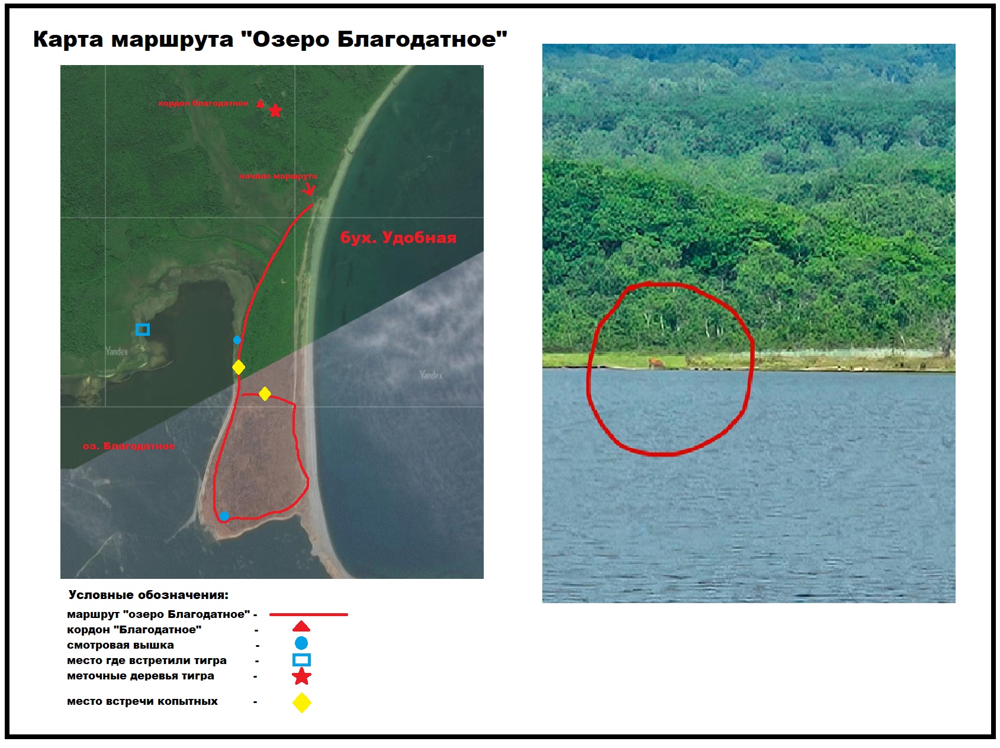 Карта маршрута "Озеро Благодатное"
кордон благодатное
начало маршрута
бух. Удобная
Yandex
Yandex
оз. Благодатное
Условные обозначения:
маршрут "озеро Благодатное" -
кордон "Благодатное" -
смотровая вышка -
место где встретили тигра -
меточные деревья тигра -
место встречи копытных -